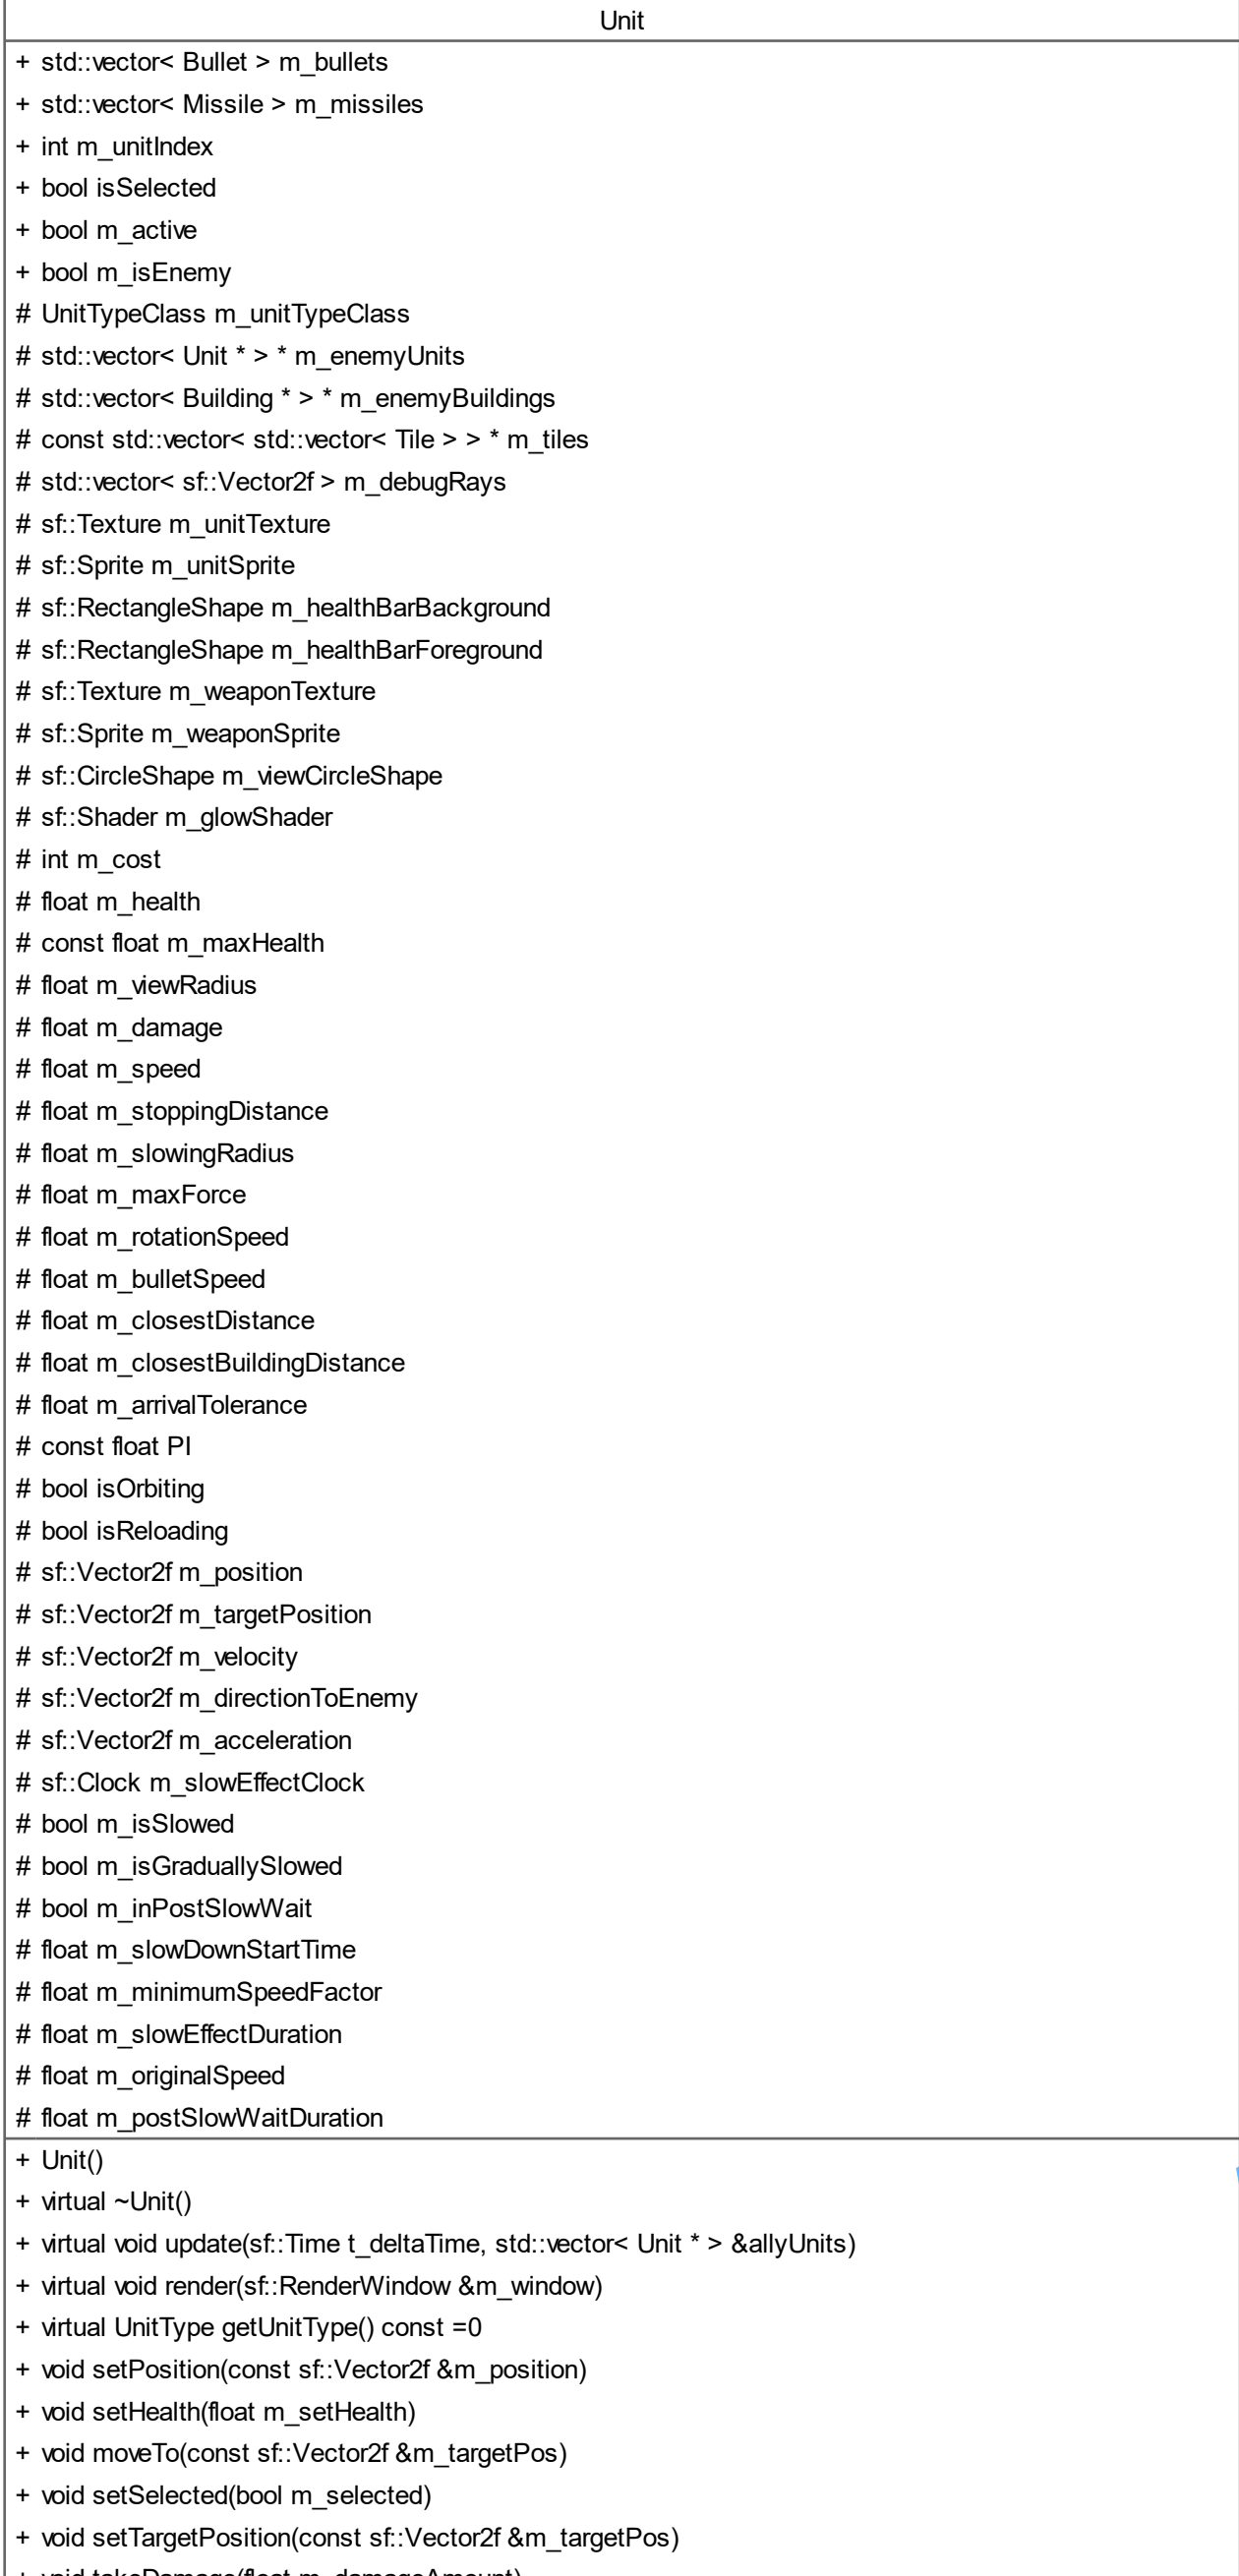 Unit
+ std::vector< Bullet > m_bullets
+ std::vector< Missile > m_missiles
+ int m_unitIndex
+ bool isSelected
+ bool m_active
+ bool m_isEnemy
# UnitTypeClass m_unitTypeClass
# std::vector< Unit * > * m_enemyUnits
# std::vector< Building * > * m_enemyBuildings
# const std::vector< std::vector< Tile > > * m_tiles
# std::vector< sf::Vector2f > m_debugRays
# sf::Texture m_unitTexture
# sf::Sprite m_unitSprite
# sf::RectangleShape m_healthBarBackground
# sf::RectangleShape m_healthBarForeground
# sf::Texture m_weaponTexture
# sf::Sprite m_weaponSprite
# sf::CircleShape m_viewCircleShape
# sf::Shader m_glowShader
# int m_cost
# float m_health
# const float m_maxHealth
# float m_viewRadius
# float m_damage
# float m_speed
# float m_stoppingDistance
# float m_slowingRadius
# float m_maxForce
# float m_rotationSpeed
# float m_bulletSpeed
# float m_closestDistance
# float m_closestBuildingDistance
# float m_arrivalTolerance
# const float PI
# bool isOrbiting
# bool isReloading
# sf::Vector2f m_position
# sf::Vector2f m_targetPosition
# sf::Vector2f m_velocity
# sf::Vector2f m_directionToEnemy
# sf::Vector2f m_acceleration
# sf::Clock m_slowEffectClock
# bool m_isSlowed
# bool m_isGraduallySlowed
# bool m_inPostSlowWait
# float m_slowDownStartTime
# float m_minimumSpeedFactor
# float m_slowEffectDuration
# float m_originalSpeed
# float m_postSlowWaitDuration
+ Unit()
+ virtual ~Unit()
+ virtual void update(sf::Time t_deltaTime, std::vector< Unit * > &allyUnits)
+ virtual void render(sf::RenderWindow &m_window)
+ virtual UnitType getUnitType() const =0
+ void setPosition(const sf::Vector2f &m_position)
+ void setHealth(float m_setHealth)
+ void moveTo(const sf::Vector2f &m_targetPos)
+ void setSelected(bool m_selected)
+ void setTargetPosition(const sf::Vector2f &m_targetPos)
+ void takeDamage(float m_damageAmount)